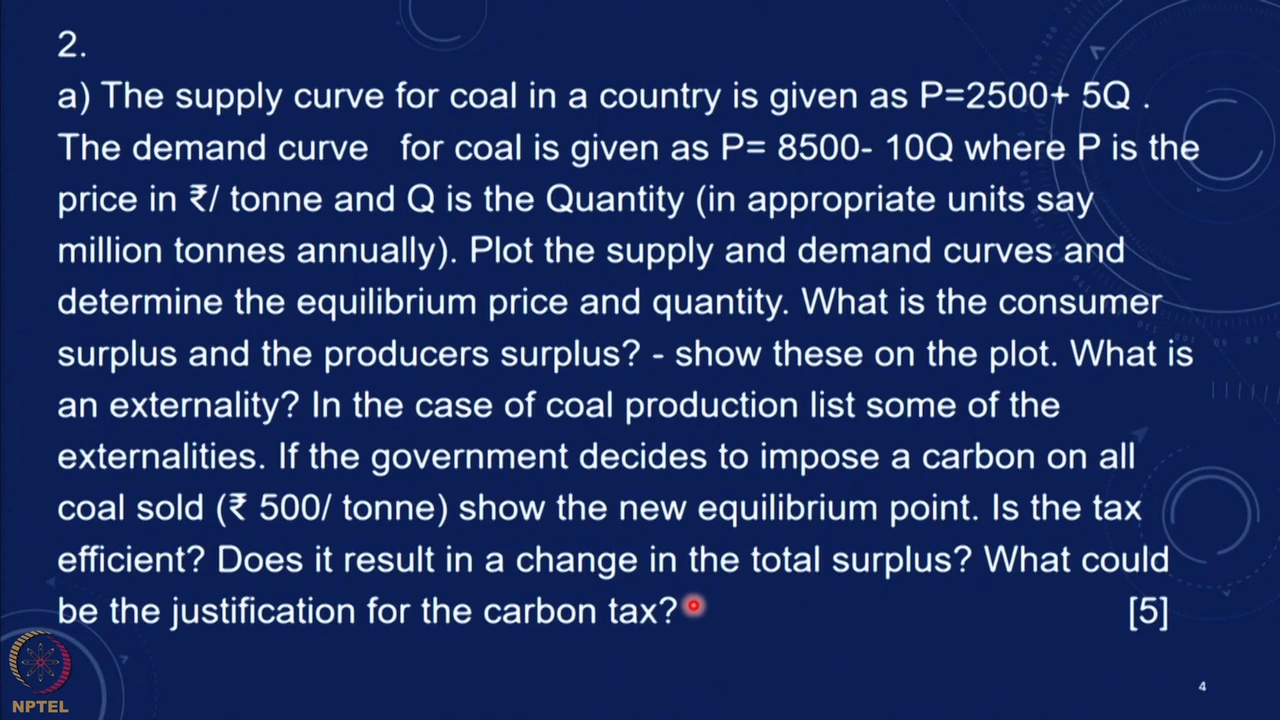 2.
a) The supply curve for coal in a country is given as P=2500+ 5Q .
The demand curve for coal is given as P= 8500- 10Q where P is the
price in ₹/ tonne and Q is the Quantity (in appropriate units say
million tonnes annually). Plot the supply and demand curves and
determine the equilibrium price and quantity. What is the consumer
surplus and the producers surplus? - show these on the plot. What is
an externality? In the case of coal production list some of the
externalities. If the government decides to impose a carbon on all
coal sold (₹ 500/ tonne) show the new equilibrium point. Is the tax
efficient? Does it result in a change in the total surplus? What could
be the justification for the carbon tax? [5]
NPTEL
4